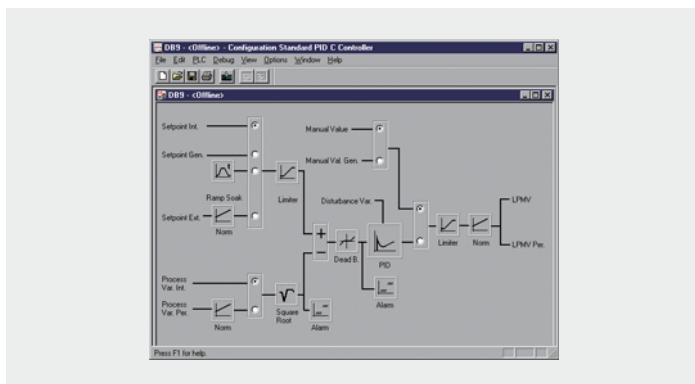 DB9 - <Offline> - Configuration Standard PID C Controller
File Edit PLC Debug View Options Window Help
DB9 - <Offline>
Setpoint Int.
Manual Value
Setpoint Gen.
Manual Val. Gen.
Ramp Soak
Limiter
Disturbance Var.
LPMV
Setpoint Ext.
Norm
Limiter
Norm
LPMV Per.
Dead B.
PID
Process
Var. Int.
Process
Var. Per.
Square
Root
Alarm
Alarm
Norm
Press F1 for help.